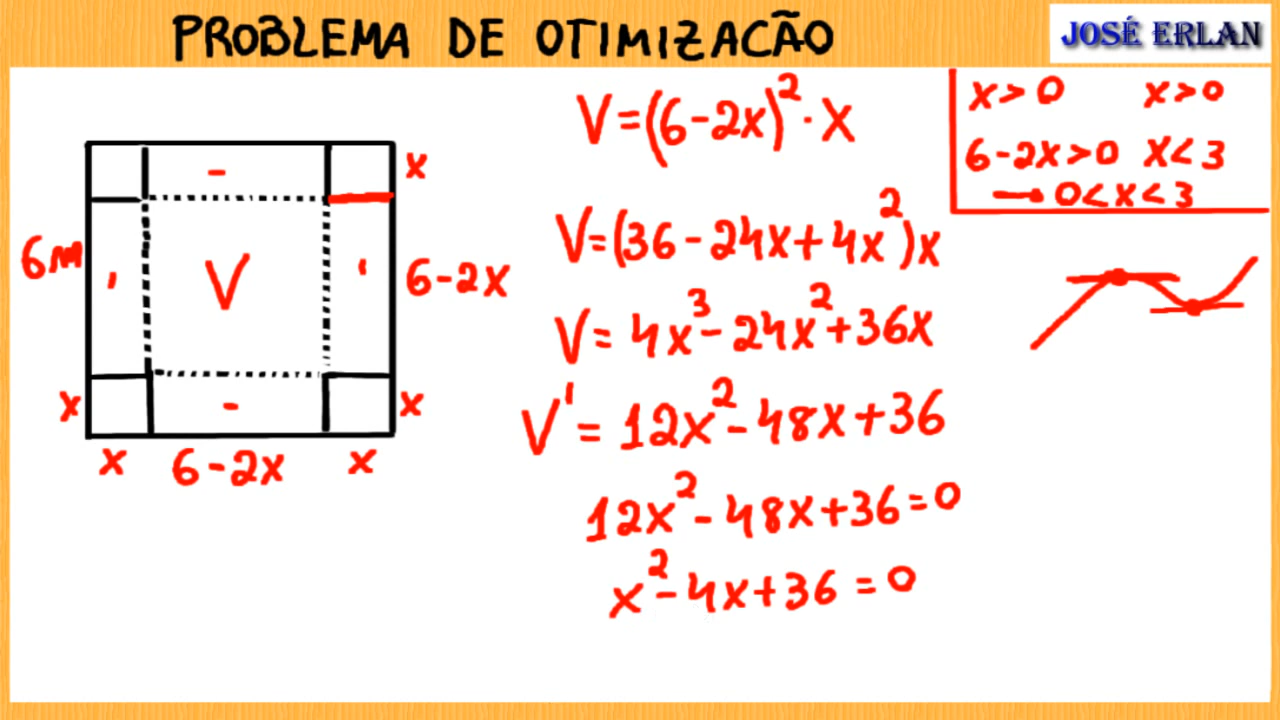 PROBLEMA DE OTIMIZACÃO
JOSÉ ERLAN
x
6m
V
6-2x
x
x
x
6-2x
x
V=(6-2x)²·x
V=(36-24x+4x²)x
V=4x³-24x²+36x
V'=12x²-48x+36
12x²-48x+36=0
x²-4x+36=0
x>0 x>0
6-2x>0 x<3
→0<x<3